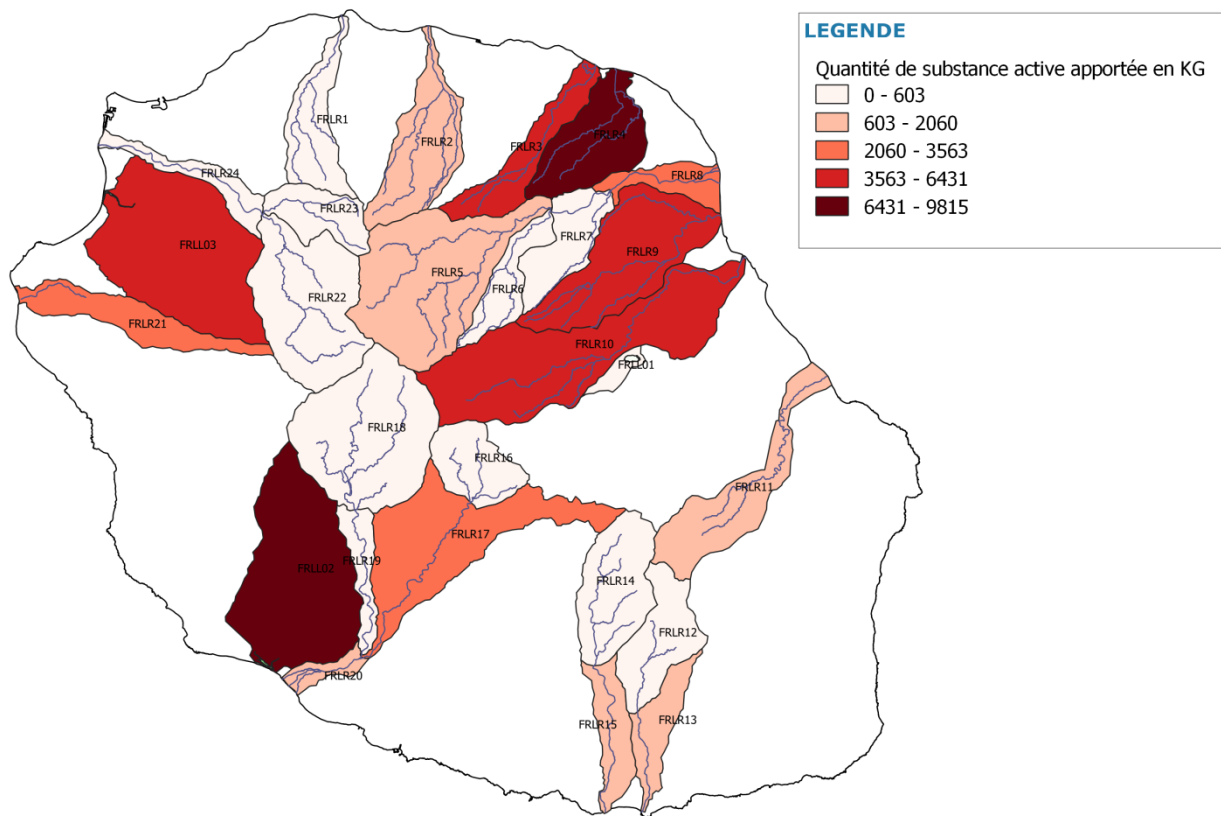 LEGENDE
Quantité de substance active apportée en KG
0 - 603
603 - 2060
2060 - 3563
3563 - 6431
6431 - 9815
FRLR1
FRLR2
FRLR3
FRLR4
FRLR24
FRLR8
FRLR23
FRLR7
FRLL03
FRLR9
FRLR5
FRLR6
FRLR22
FRLR21
FRLR10
FRLL01
FRLR18
FRLR16
FRLR11
FRLR17
FRLR19
FRLL02
FRLR14
FRLR12
FRLR20
FRLR15
FRLR13